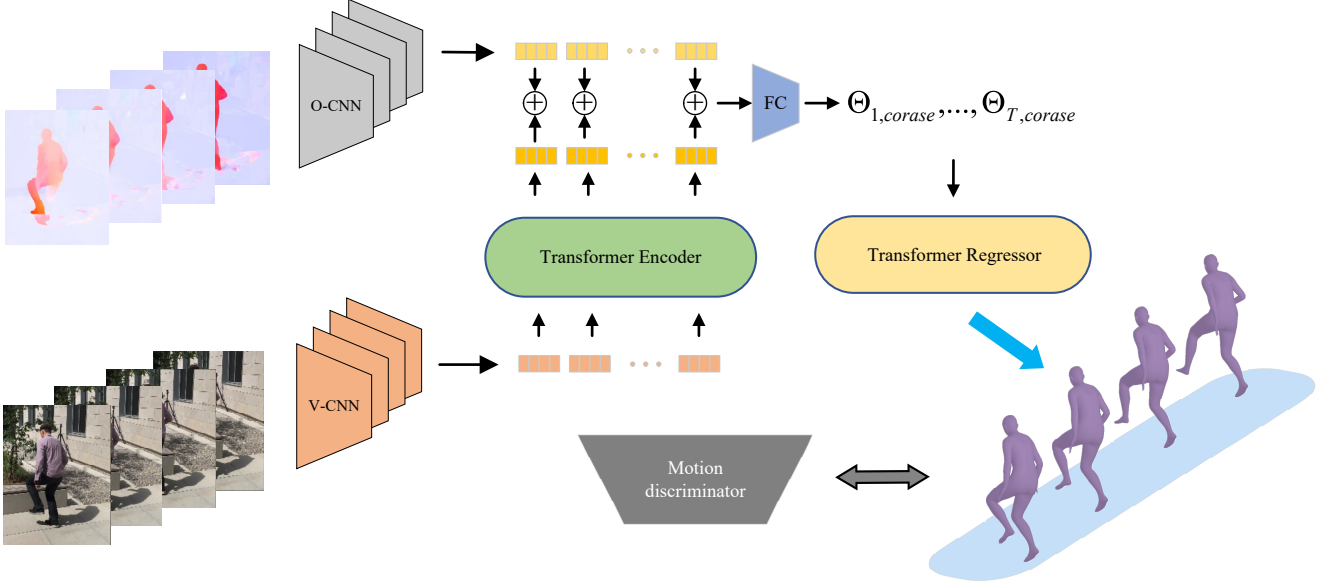 O-CNN
FC
Θ1,corase,...,ΘT,corase
Transformer Encoder
Transformer Regressor
V-CNN
Motion
discriminator